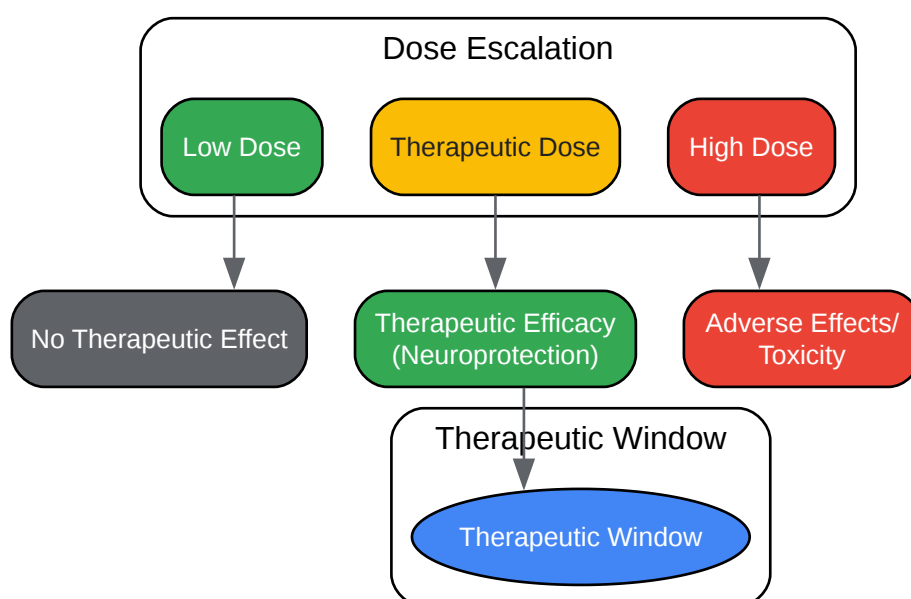 Dose Escalation
Low Dose
Therapeutic Dose
High Dose
No Therapeutic Effect
Therapeutic Efficacy
(Neuroprotection)
Adverse Effects/
Toxicity
Therapeutic Window
Therapeutic Window